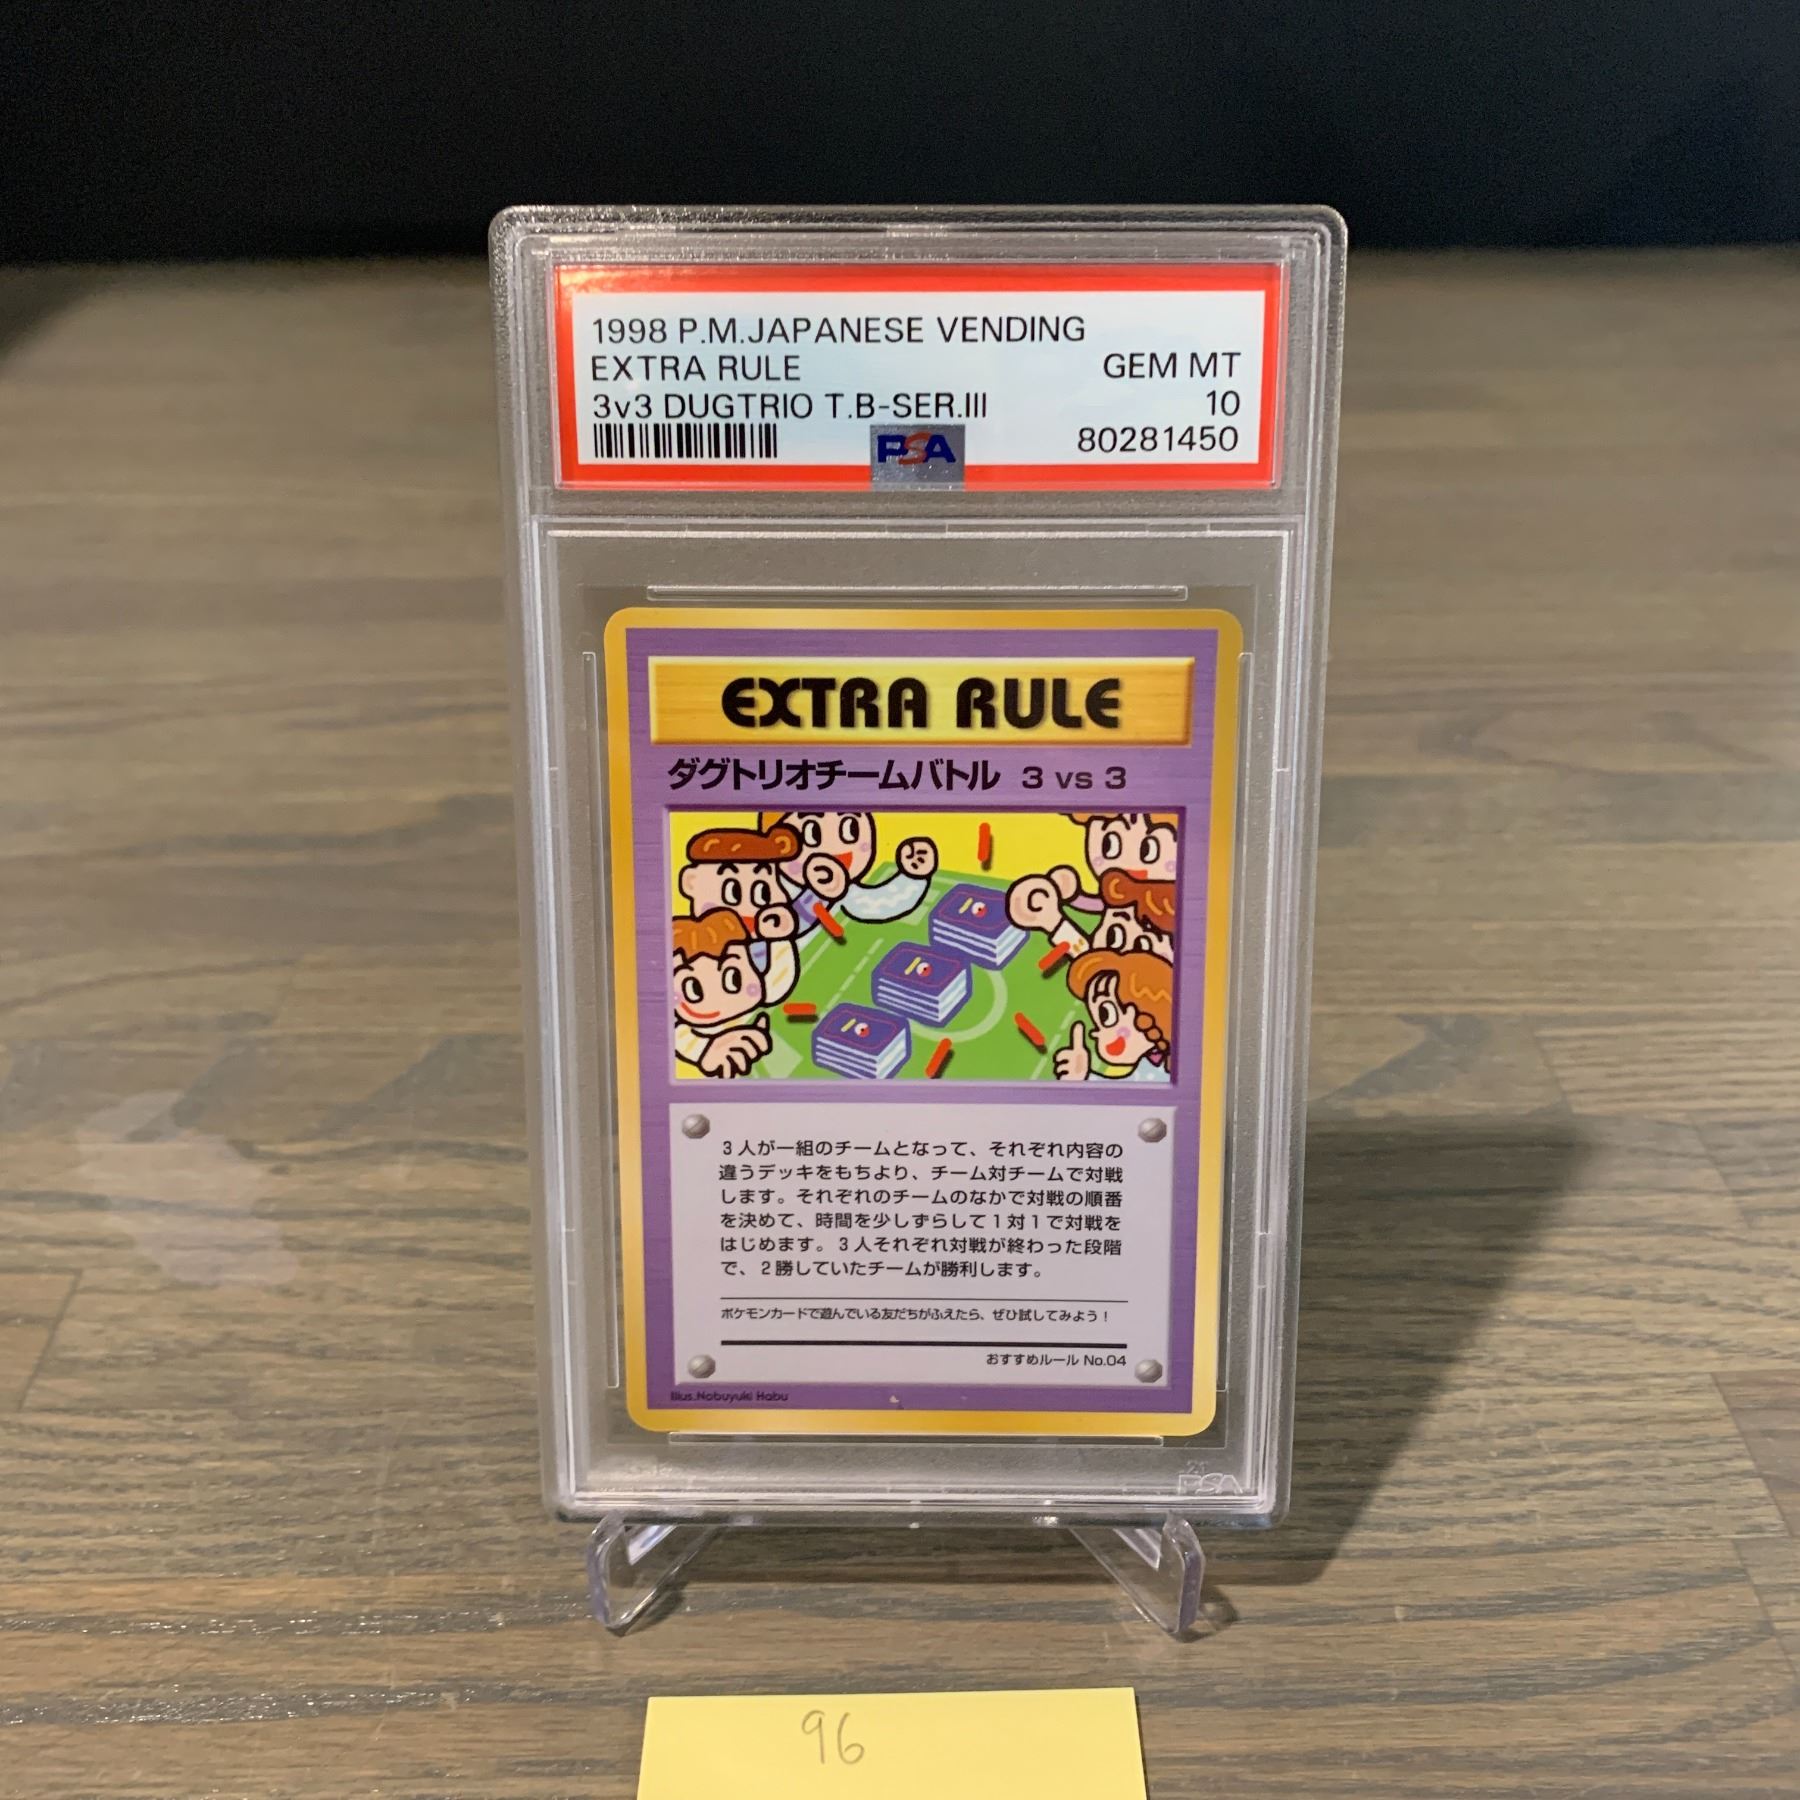 1998 P.M.JAPANESE VENDING
EXTRA RULE GEM MT
3v3 DUGTRIO T.B-SER.III 10
PSA 80281450
EXTRA RULE
ダグトリオチームバトル 3 vs 3
3人が一組のチームとなって、それぞれ内容の
違うデッキをもちより、チーム対チームで対戦
します。それぞれのチームのなかで対戦の順番
を決めて、時間を少しずらして1対1で対戦を
はじめます。3人それぞれ対戦が終わった段階
で、2勝していたチームが勝利します。
ポケモンカードで遊んでいる友だちがふえたら、ぜひ試してみよう!
おすすめルール No.04
Illus.Nobuyuki Habu
PSA
96